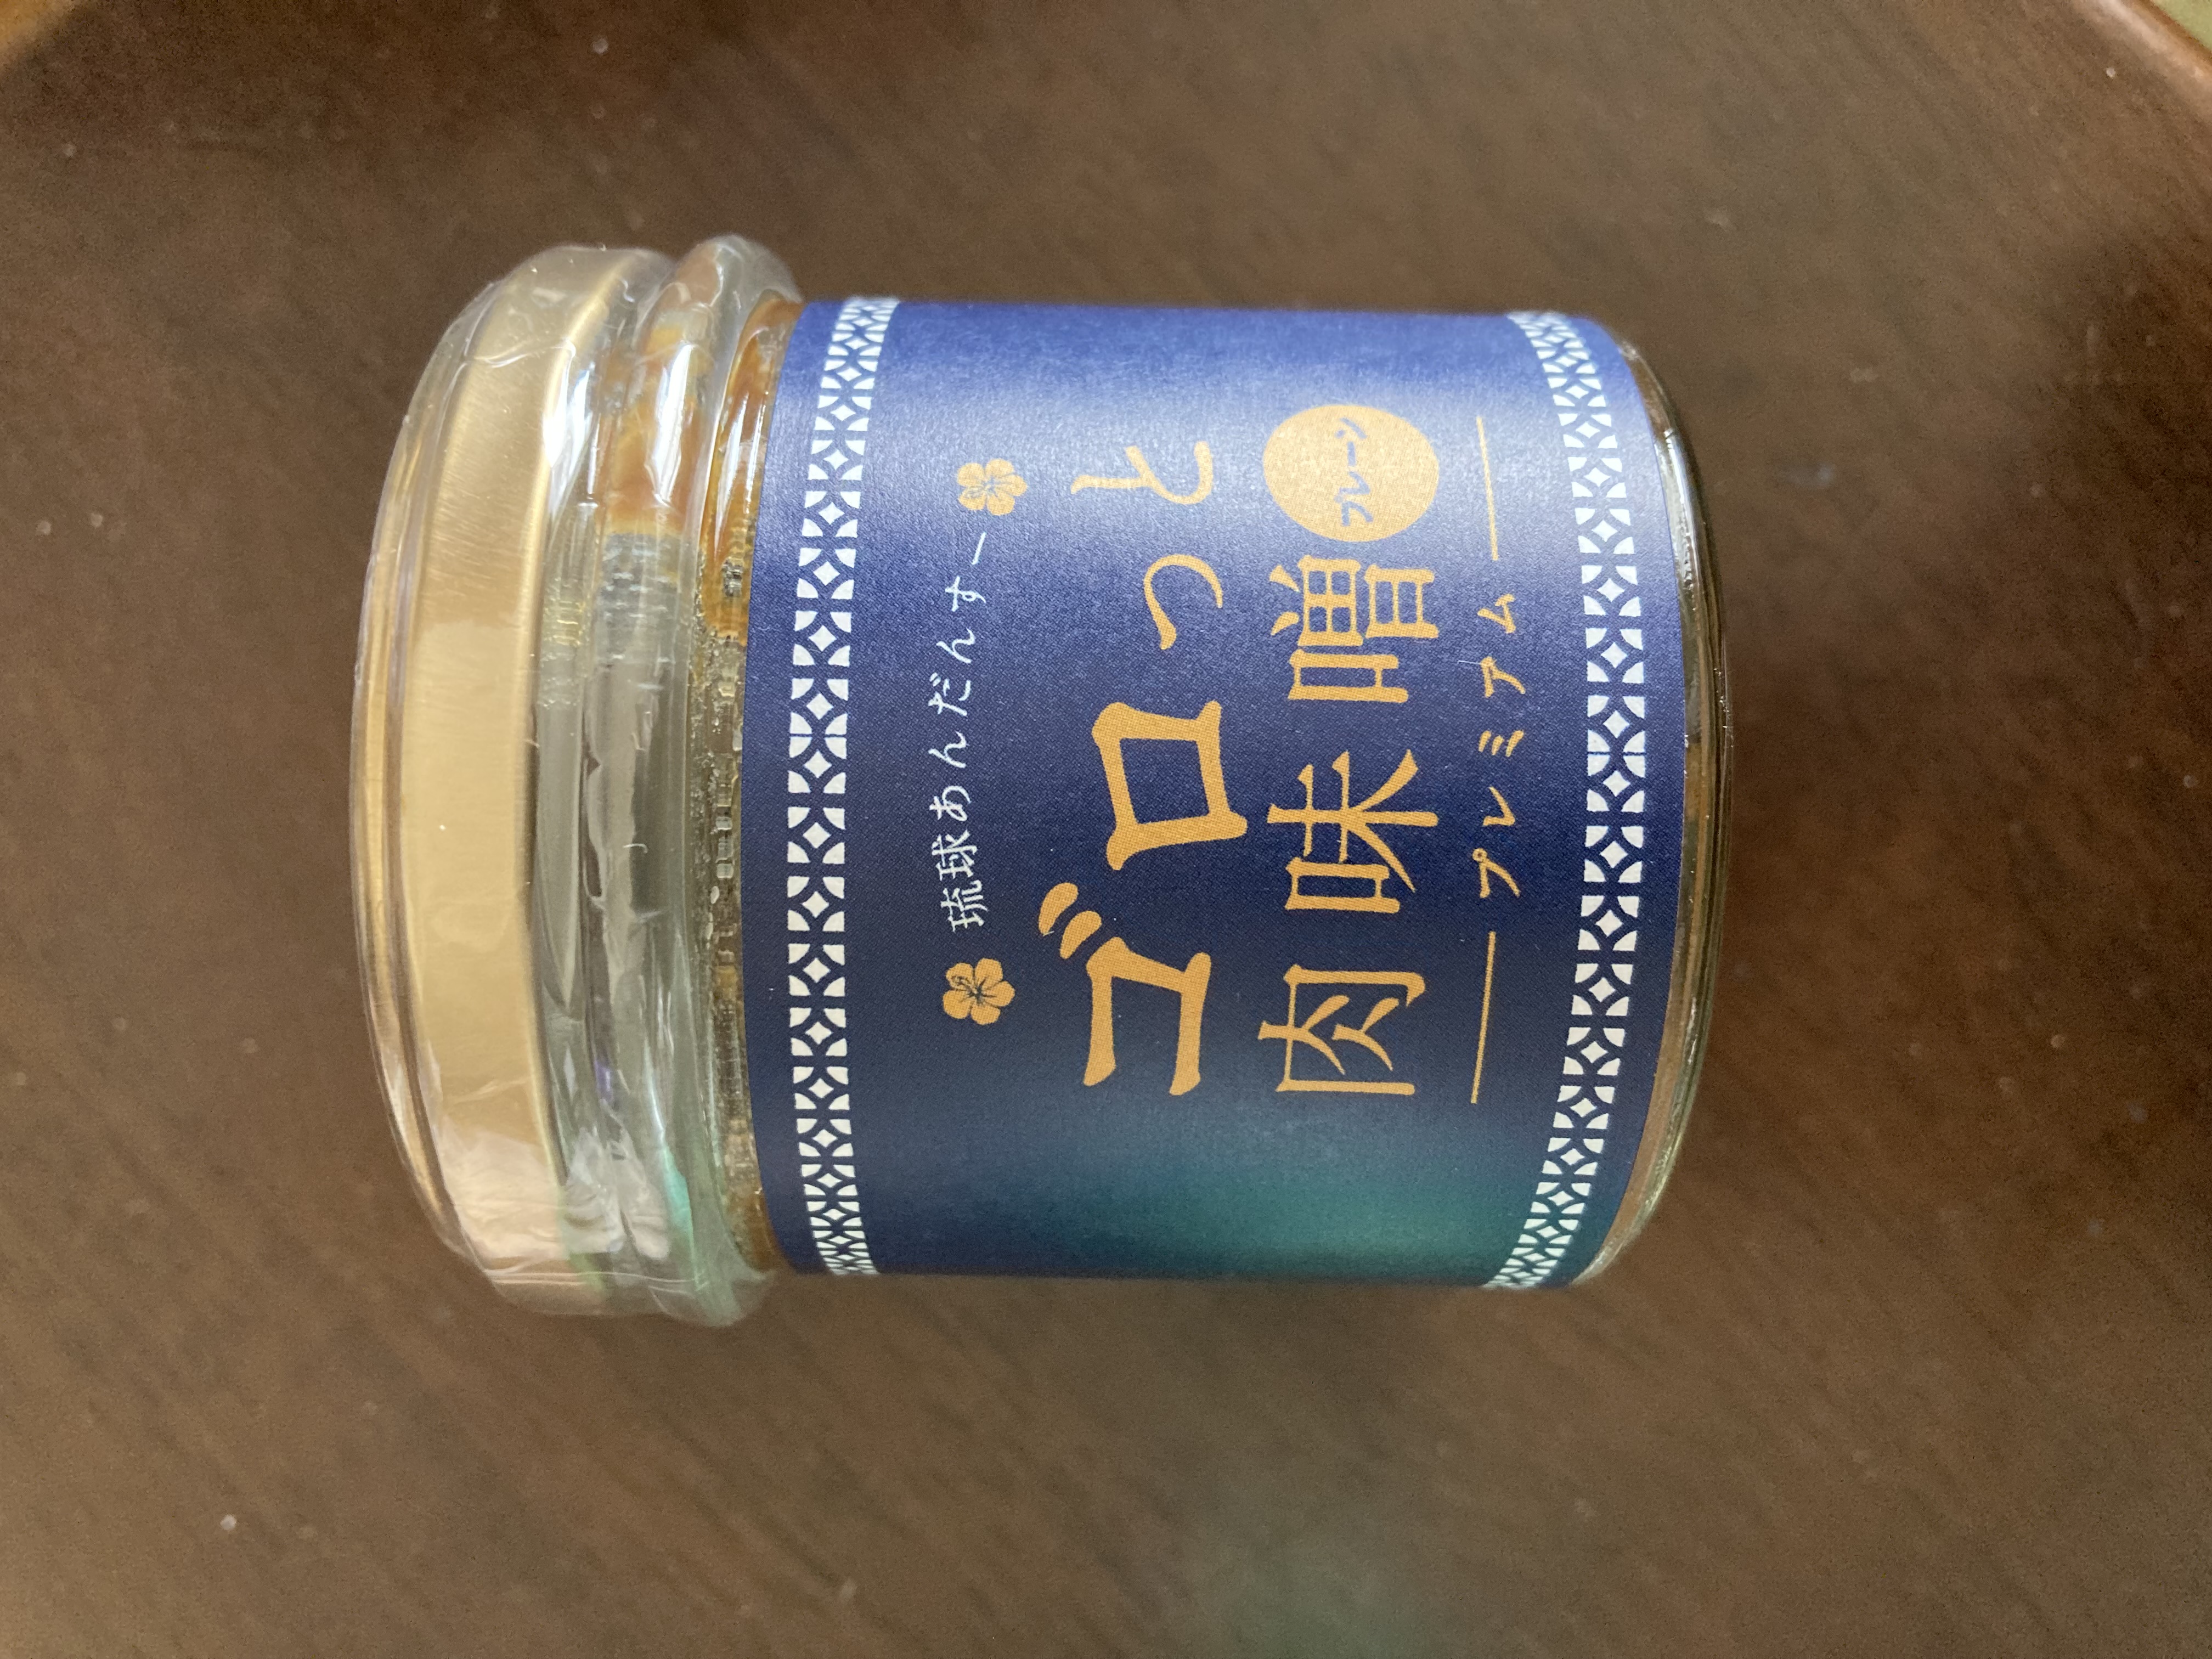 琉球あんだんすー
ゴロっと
肉味噌
プレーン
プレミアム